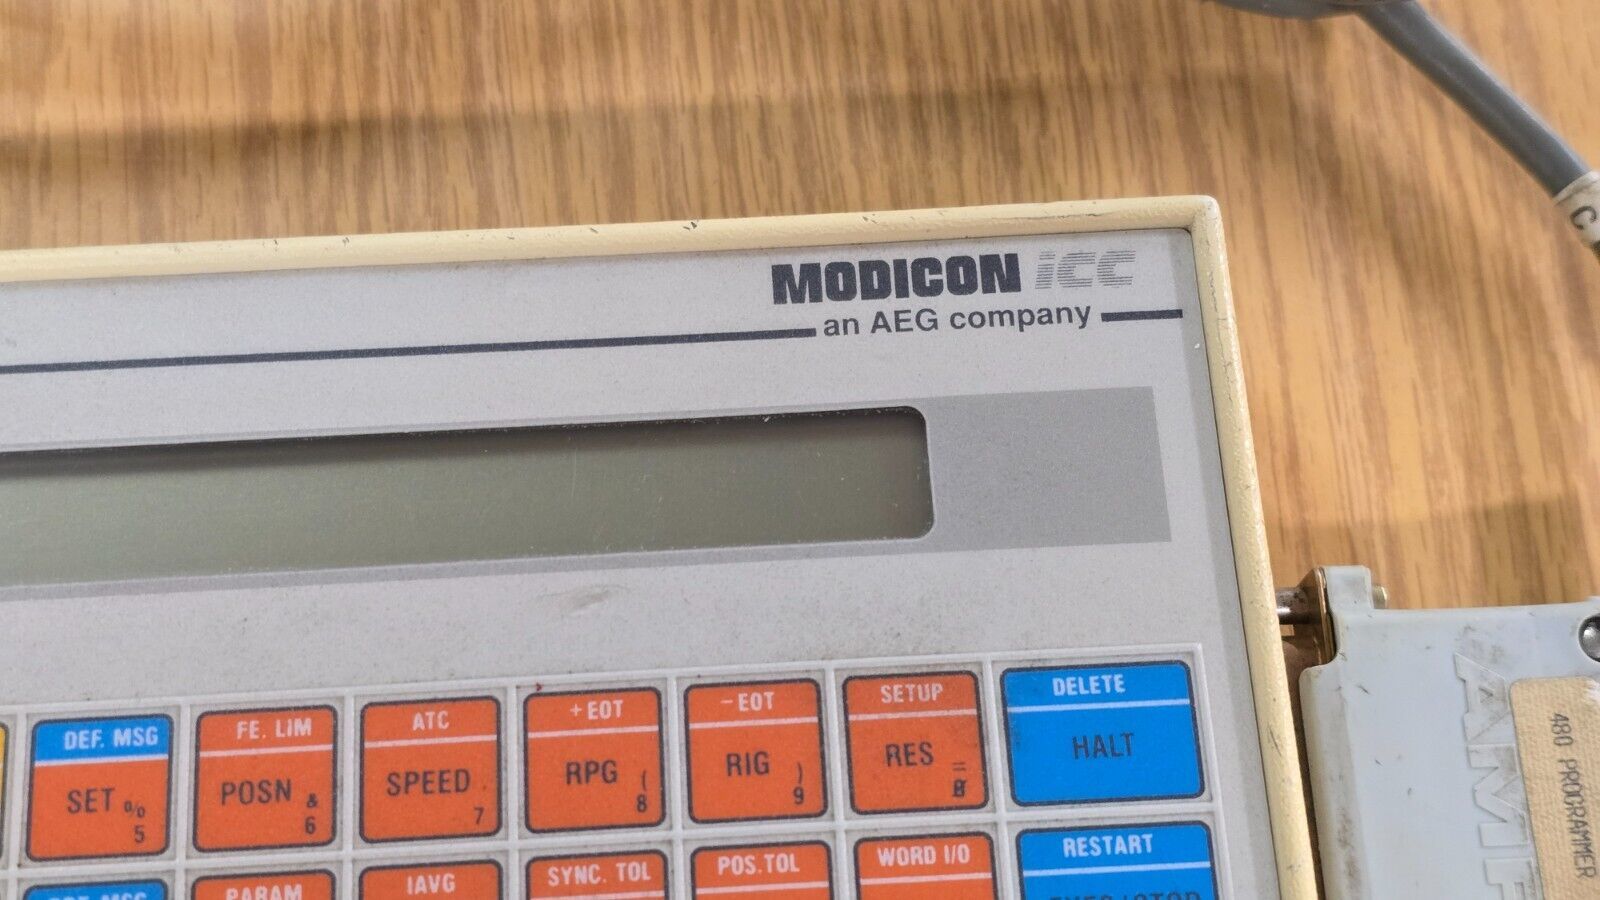 MODICON icc
an AEG company
DEF. MSG
SET % 5
FE. LIM
POSN & 6
ATC
SPEED 7
+EOT
RPG ( 8
-EOT
RIG ) 9
SETUP
RES =
DELETE
HALT
PARAM
IAVG
SYNC. TOL
POS.TOL
WORD I/O
RESTART
AMP
480 PROGRAMMER
C